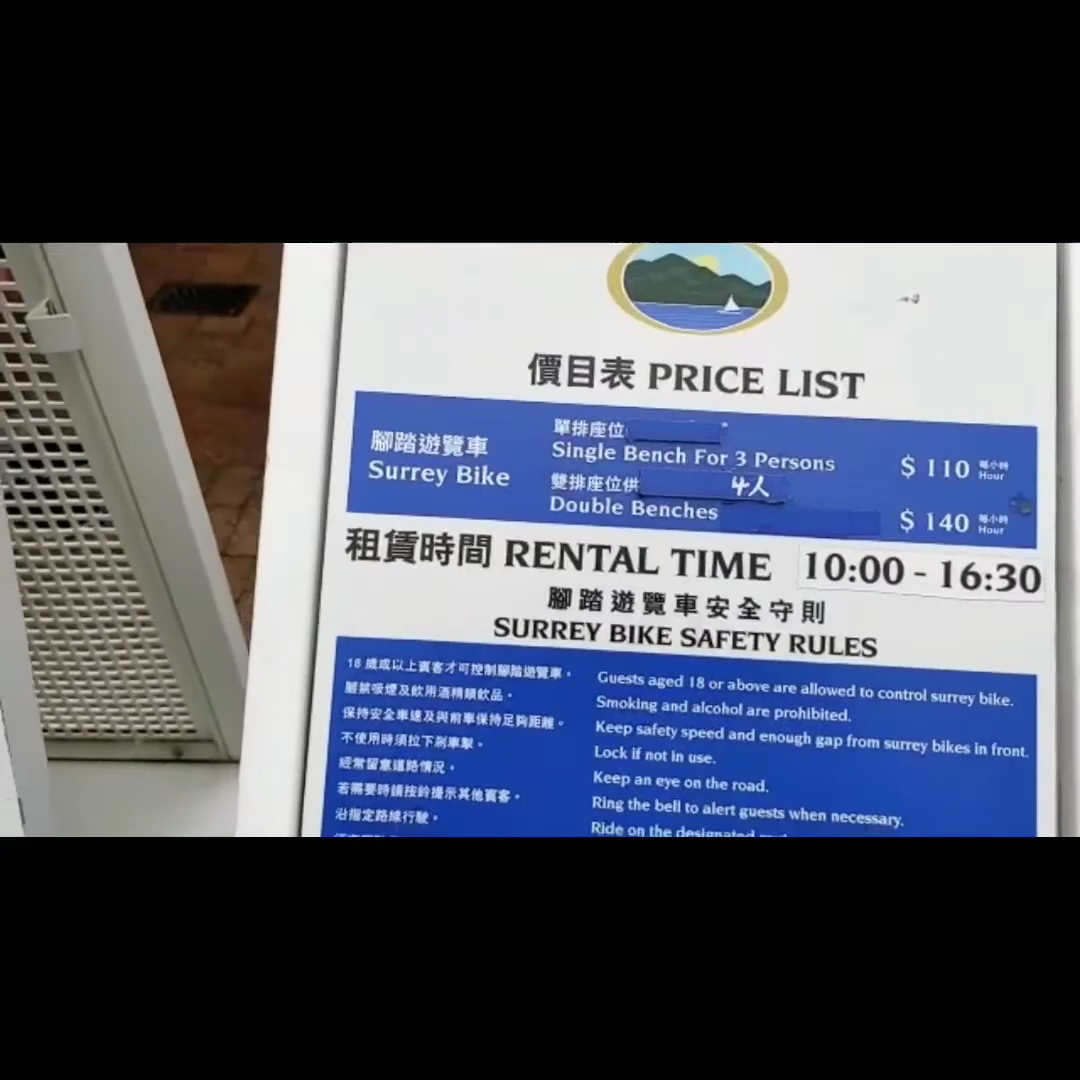 價目表 PRICE LIST
腳踏遊覽車
Surrey Bike
單排座位
Single Bench For 3 Persons
$ 110 每小時 Hour
雙排座位供 4人
Double Benches
$ 140 每小時 Hour
租賃時間 RENTAL TIME 10:00 - 16:30
腳踏遊覽車安全守則
SURREY BIKE SAFETY RULES
18 歲或以上賓客才可控制腳踏遊覽車。
Guests aged 18 or above are allowed to control surrey bike.
嚴禁吸煙及飲用酒精類飲品。
Smoking and alcohol are prohibited.
保持安全車速及與前車保持足夠距離。
Keep safety speed and enough gap from surrey bikes in front.
不使用時須拉下剎車掣。
Lock if not in use.
經常留意道路情況。
Keep an eye on the road.
若需要時請按鈴提示其他賓客。
Ring the bell to alert guests when necessary.
沿指定路線行駛。
Ride on the designated